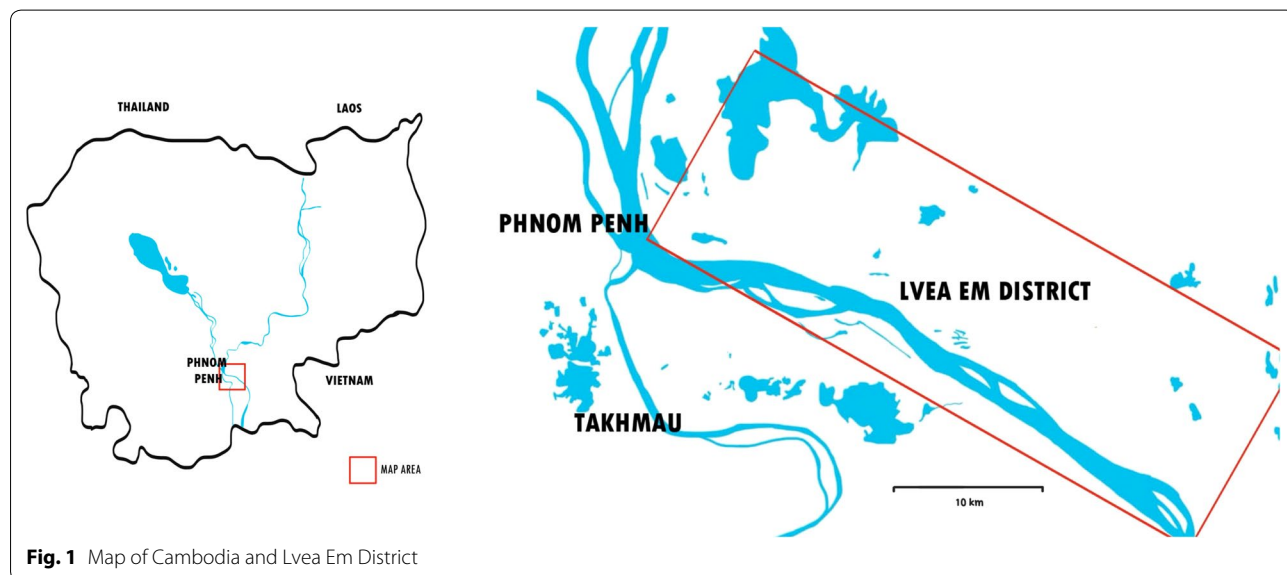 THAILAND
LAOS
PHNOM
PENH
VIETNAM
MAP AREA
PHNOM PENH
LVEA EM DISTRICT
TAKHMAU
10 km
Fig. 1 Map of Cambodia and Lvea Em District